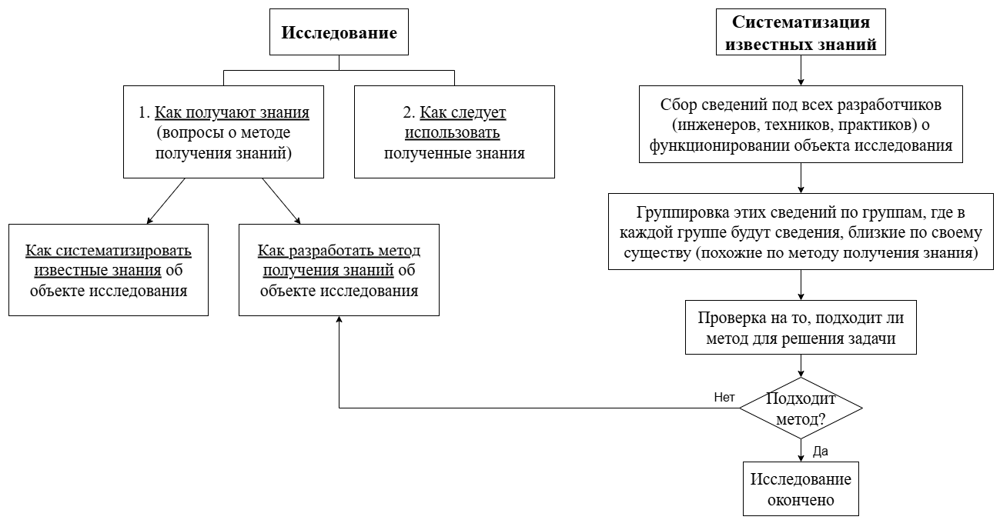 Исследование
1. Как получают знания
(вопросы о методе
получения знаний)
2. Как следует
использовать
полученные знания
Как систематизировать
известные знания об
объекте исследования
Как разработать метод
получения знаний об
объекте исследования
Систематизация
известных знаний
Сбор сведений под всех разработчиков
(инженеров, техников, практиков) о
функционировании объекта исследования
Группировка этих сведений по группам, где в
каждой группе будут сведения, близкие по своему
существу (похожие по методу получения знания)
Проверка на то, подходит ли
метод для решения задачи
Подходит
метод?
Нет
Да
Исследование
окончено